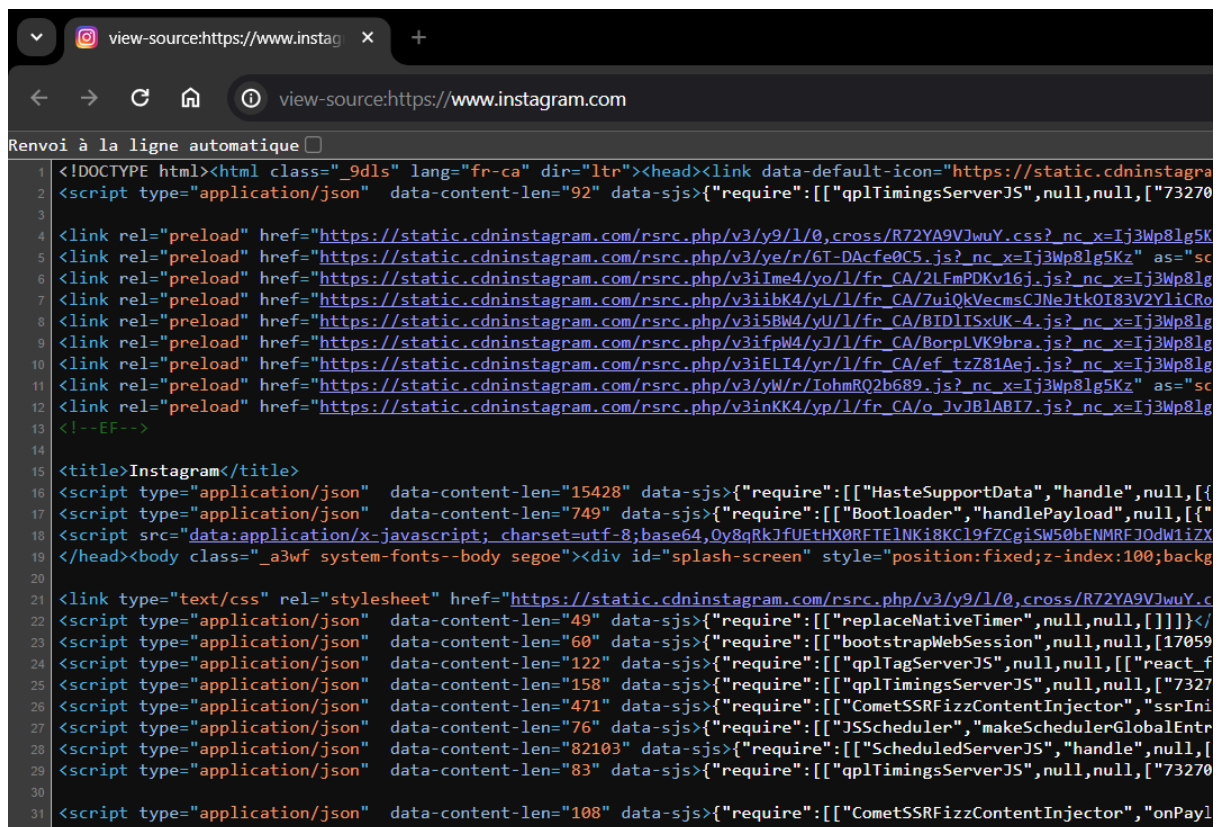 view-source:https://www.instag
view-source:https://www.instagram.com
Renvoi à la ligne automatique
1 <!DOCTYPE html><html class="_9dls" lang="fr-ca" dir="ltr"><head><link data-default-icon="https://static.cdninstagra
2 <script type="application/json"  data-content-len="92" data-sjs>{"require":[["qplTimingsServerJS",null,null,["73270
3
4 <link rel="preload" href="https://static.cdninstagram.com/rsrc.php/v3/y9/l/0,cross/R72YA9VJwuY.css?_nc_x=Ij3Wp8lg5K
5 <link rel="preload" href="https://static.cdninstagram.com/rsrc.php/v3/ye/r/6T-DAcfe0C5.js?_nc_x=Ij3Wp8lg5Kz" as="sc
6 <link rel="preload" href="https://static.cdninstagram.com/rsrc.php/v3iIme4/yo/l/fr_CA/2LFmPDKv16j.js?_nc_x=Ij3Wp8lg
7 <link rel="preload" href="https://static.cdninstagram.com/rsrc.php/v3iibK4/yL/l/fr_CA/7uiQkVecmsCJNeJtkOI83V2YliCRo
8 <link rel="preload" href="https://static.cdninstagram.com/rsrc.php/v3i5BW4/yU/l/fr_CA/BIDlISxUK-4.js?_nc_x=Ij3Wp8lg
9 <link rel="preload" href="https://static.cdninstagram.com/rsrc.php/v3ifpW4/yJ/l/fr_CA/BorpLVK9bra.js?_nc_x=Ij3Wp8lg
10 <link rel="preload" href="https://static.cdninstagram.com/rsrc.php/v3iELI4/yr/l/fr_CA/ef_tzZ81Aej.js?_nc_x=Ij3Wp8lg
11 <link rel="preload" href="https://static.cdninstagram.com/rsrc.php/v3/yW/r/IohmRQ2b689.js?_nc_x=Ij3Wp8lg5Kz" as="sc
12 <link rel="preload" href="https://static.cdninstagram.com/rsrc.php/v3inKK4/yp/l/fr_CA/o_JvJBlABI7.js?_nc_x=Ij3Wp8lg
13 <!--EF-->
14
15 <title>Instagram</title>
16 <script type="application/json"  data-content-len="15428" data-sjs>{"require":[["HasteSupportData","handle",null,[{
17 <script type="application/json"  data-content-len="749" data-sjs>{"require":[["Bootloader","handlePayload",null,[{"
18 <script src="data:application/x-javascript; charset=utf-8;base64,Oy8qRkJfUEtHX0RFTElNKi8KCl9fZCgiSW50bENMRFJOdW1iZX
19 </head><body class="_a3wf system-fonts--body segoe"><div id="splash-screen" style="position:fixed;z-index:100;backg
20
21 <link type="text/css" rel="stylesheet" href="https://static.cdninstagram.com/rsrc.php/v3/y9/l/0,cross/R72YA9VJwuY.c
22 <script type="application/json"  data-content-len="49" data-sjs>{"require":[["replaceNativeTimer",null,null,[]]]}</
23 <script type="application/json"  data-content-len="60" data-sjs>{"require":[["bootstrapWebSession",null,null,[17059
24 <script type="application/json"  data-content-len="122" data-sjs>{"require":[["qplTagServerJS",null,null,[["react_f
25 <script type="application/json"  data-content-len="158" data-sjs>{"require":[["qplTimingsServerJS",null,null,["7327
26 <script type="application/json"  data-content-len="471" data-sjs>{"require":[["CometSSRFizzContentInjector","ssrIni
27 <script type="application/json"  data-content-len="76" data-sjs>{"require":[["JSScheduler","makeSchedulerGlobalEntr
28 <script type="application/json"  data-content-len="82103" data-sjs>{"require":[["ScheduledServerJS","handle",null,[
29 <script type="application/json"  data-content-len="83" data-sjs>{"require":[["qplTimingsServerJS",null,null,["73270
30
31 <script type="application/json"  data-content-len="108" data-sjs>{"require":[["CometSSRFizzContentInjector","onPayl